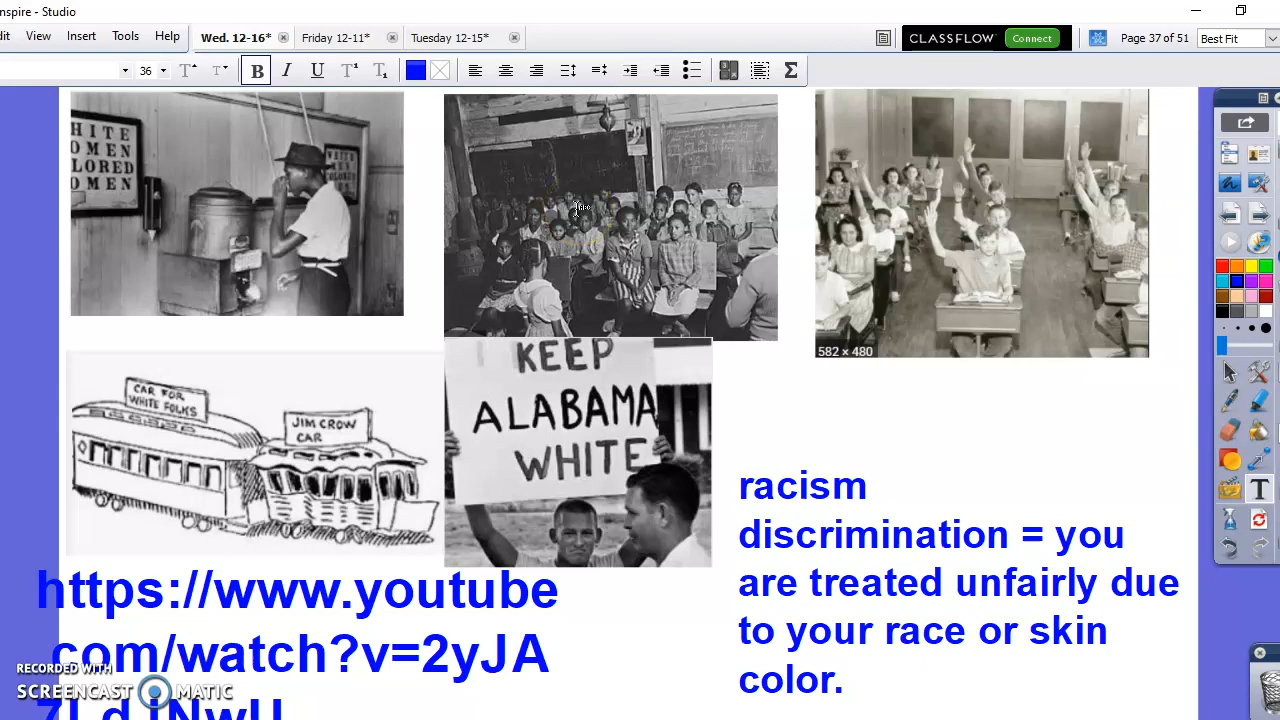 nspire - Studio
dit View Insert Tools Help
Wed. 12-16*
Friday 12-11*
Tuesday 12-15*
CLASSFLOW
Connect
Page 37 of 51
Best Fit
36
B I U
HITE
OMEN
LORED
OMEN
582 × 480
CAR FOR
WHITE FOLKS
JIM CROW
CAR
KEEP
ALABAMA
WHITE
racism
discrimination = you
are treated unfairly due
to your race or skin
color.
https://www.youtube
com/watch?v=2yJA
RECORDED WITH
SCREENCAST MATIC